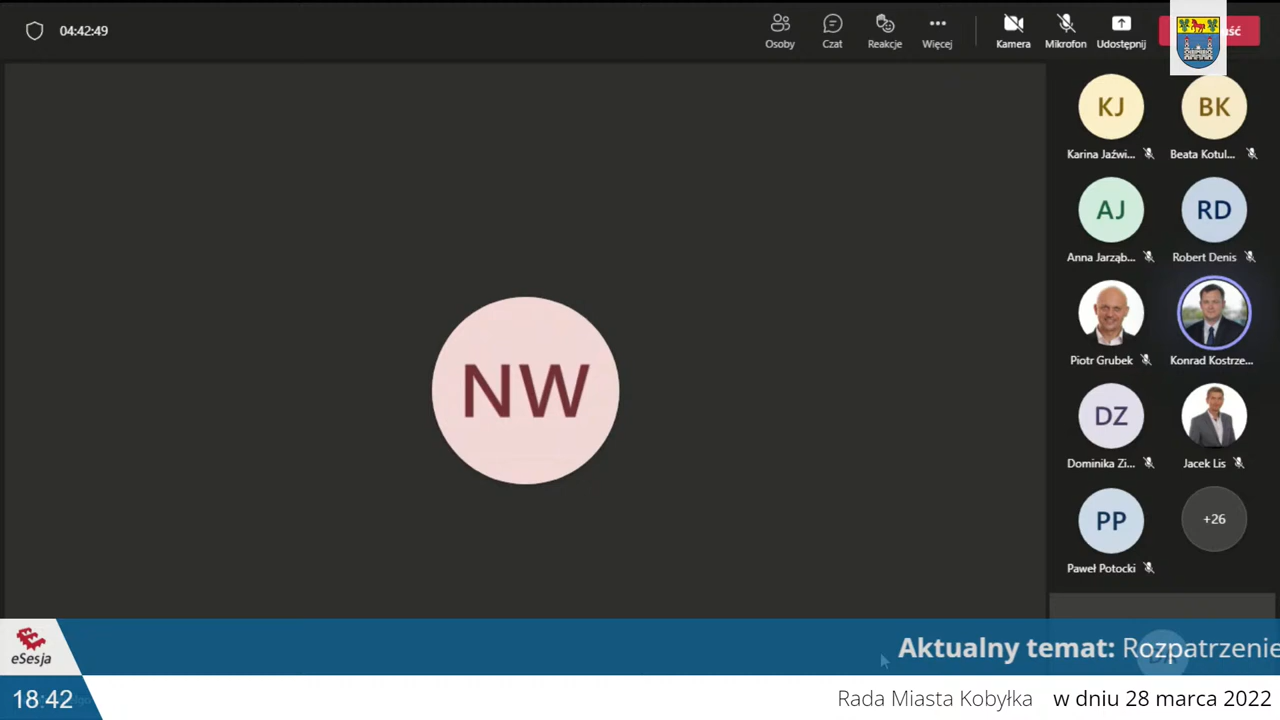 04:42:49
Osoby
Czat
Reakcje
Więcej
Kamera
Mikrofon
Udostępnij
KJ
BK
Karina Jaźwi...
Beata Kotul...
AJ
RD
Anna Jarząb...
Robert Denis
Piotr Grubek
Konrad Kostrze...
NW
DZ
Dominika Zi...
Jacek Lis
PP
+26
Paweł Potocki
Aktualny temat: Rozpatrzenie
eSesja
18:42
Rada Miasta Kobyłka w dniu 28 marca 2022